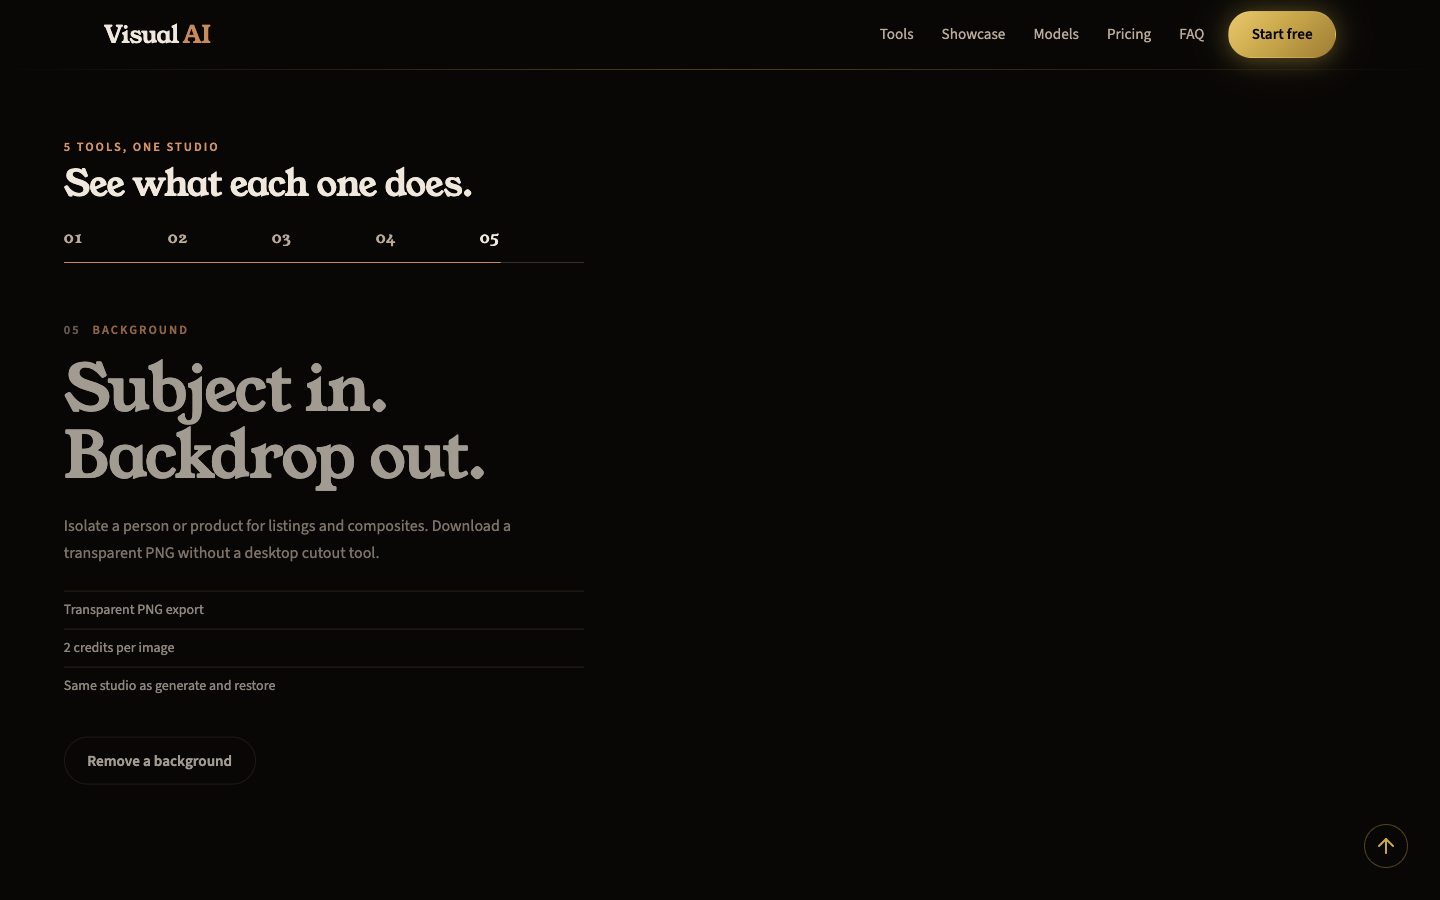 Visual AI
Tools
Showcase
Models
Pricing
FAQ
Start free
5 TOOLS, ONE STUDIO
See what each one does.
01
02
03
04
05
05 BACKGROUND
Subject in.
Backdrop out.
Isolate a person or product for listings and composites. Download a
transparent PNG without a desktop cutout tool.
Transparent PNG export
2 credits per image
Same studio as generate and restore
Remove a background